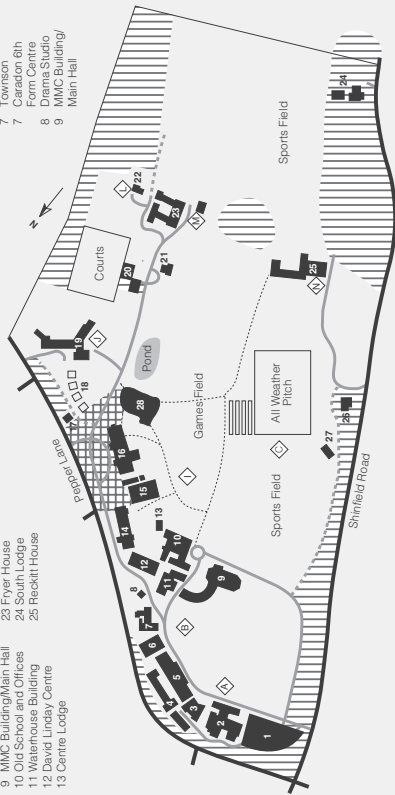 9 MMC Building/Main Hall
10 Old School and Offices
11 Waterhouse Building
12 David Linday Centre
13 Centre Lodge
23 Fryer House
24 South Lodge
25 Reckitt House
7 Townson
7 Caradon 6th
Form Centre
8 Drama Studio
9 MMC Building/
Main Hall
N
Pepper Lane
Courts
Pond
Games Field
All Weather
Pitch
Sports Field
Sports Field
Shinfield Road
1
2
3
4
5
6
7
8
9
10
11
12
13
14
15
16
17
18
19
20
21
22
23
24
25
26
27
28
A
B
C
I
J
L
M
N